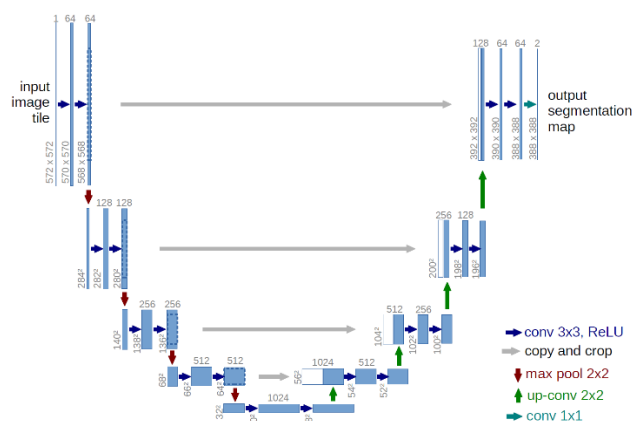 1 64 64
128 64 64 2
input
image
tile
output
segmentation
map
572 x 572
570 x 570
568 x 568
392 x 392
390 x 390
388 x 388
388 x 388
128 128
256 128
284²
282²
280²
200²
198²
196²
256 256
512 256
140²
138²
136²
104²
102²
100²
512 512
1024 512
68²
66²
64²
56²
54²
52²
1024
32²
conv 3x3, ReLU
copy and crop
max pool 2x2
up-conv 2x2
conv 1x1